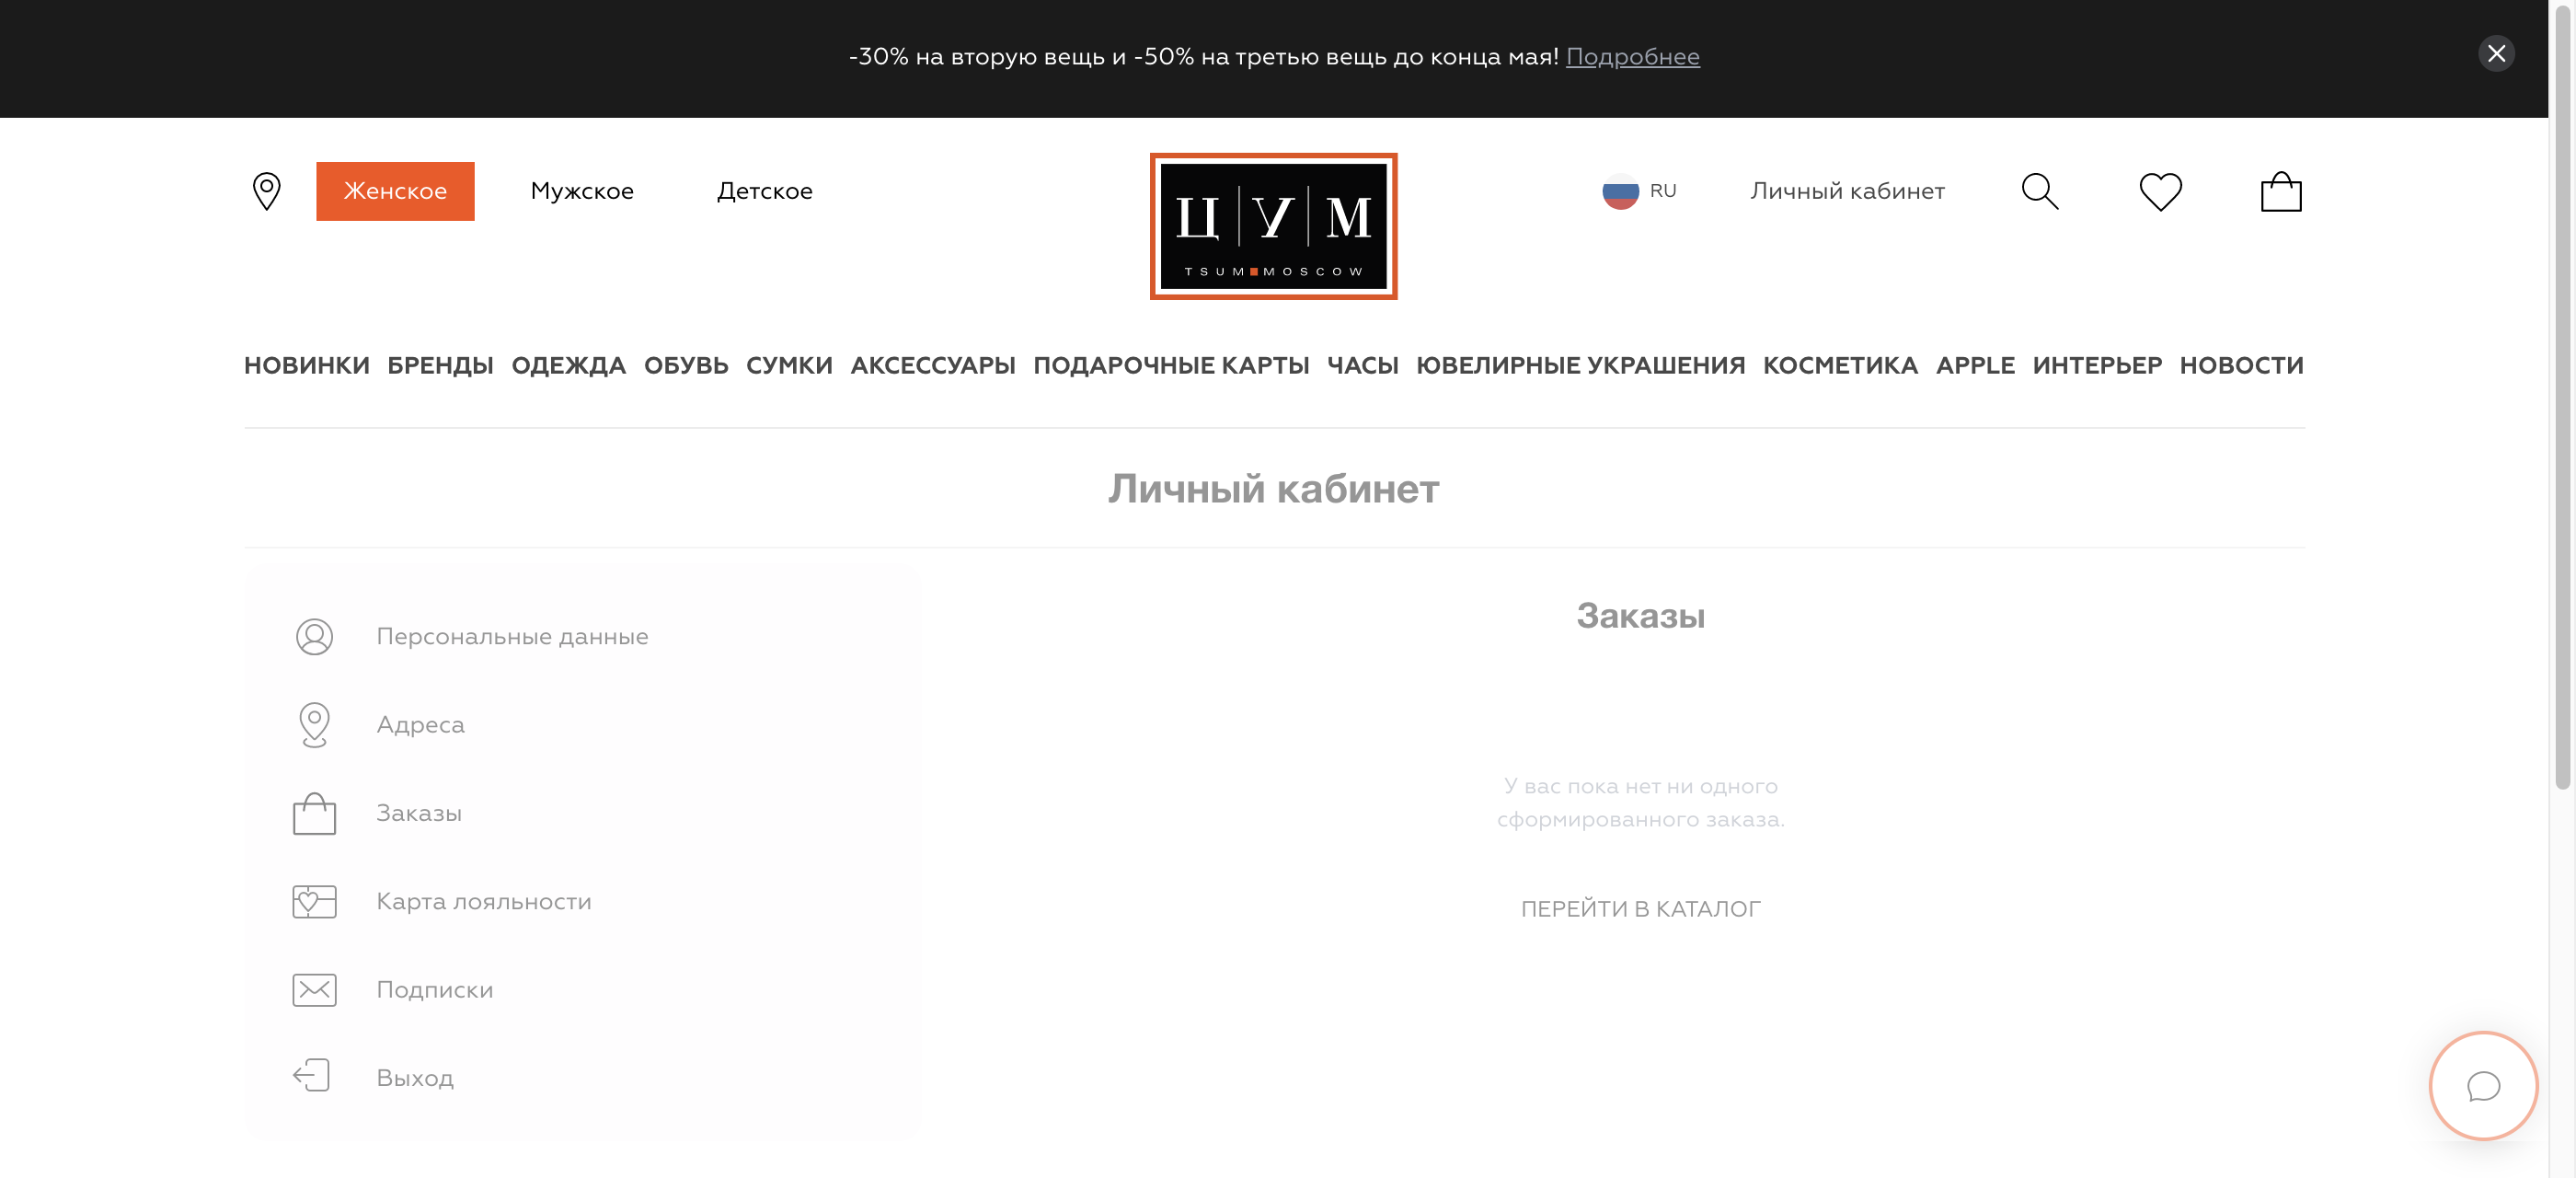 -30% на вторую вещь и -50% на третью вещь до конца мая! Подробнее
Женское Мужское Детское
Ц У М
TSUM MOSCOW
RU Личный кабинет
НОВИНКИ БРЕНДЫ ОДЕЖДА ОБУВЬ СУМКИ АКСЕССУАРЫ ПОДАРОЧНЫЕ КАРТЫ ЧАСЫ ЮВЕЛИРНЫЕ УКРАШЕНИЯ КОСМЕТИКА APPLE ИНТЕРЬЕР НОВОСТИ
Личный кабинет
Персональные данные
Адреса
Заказы
Карта лояльности
Подписки
Выход
Заказы
У вас пока нет ни одного
сформированного заказа.
ПЕРЕЙТИ В КАТАЛОГ